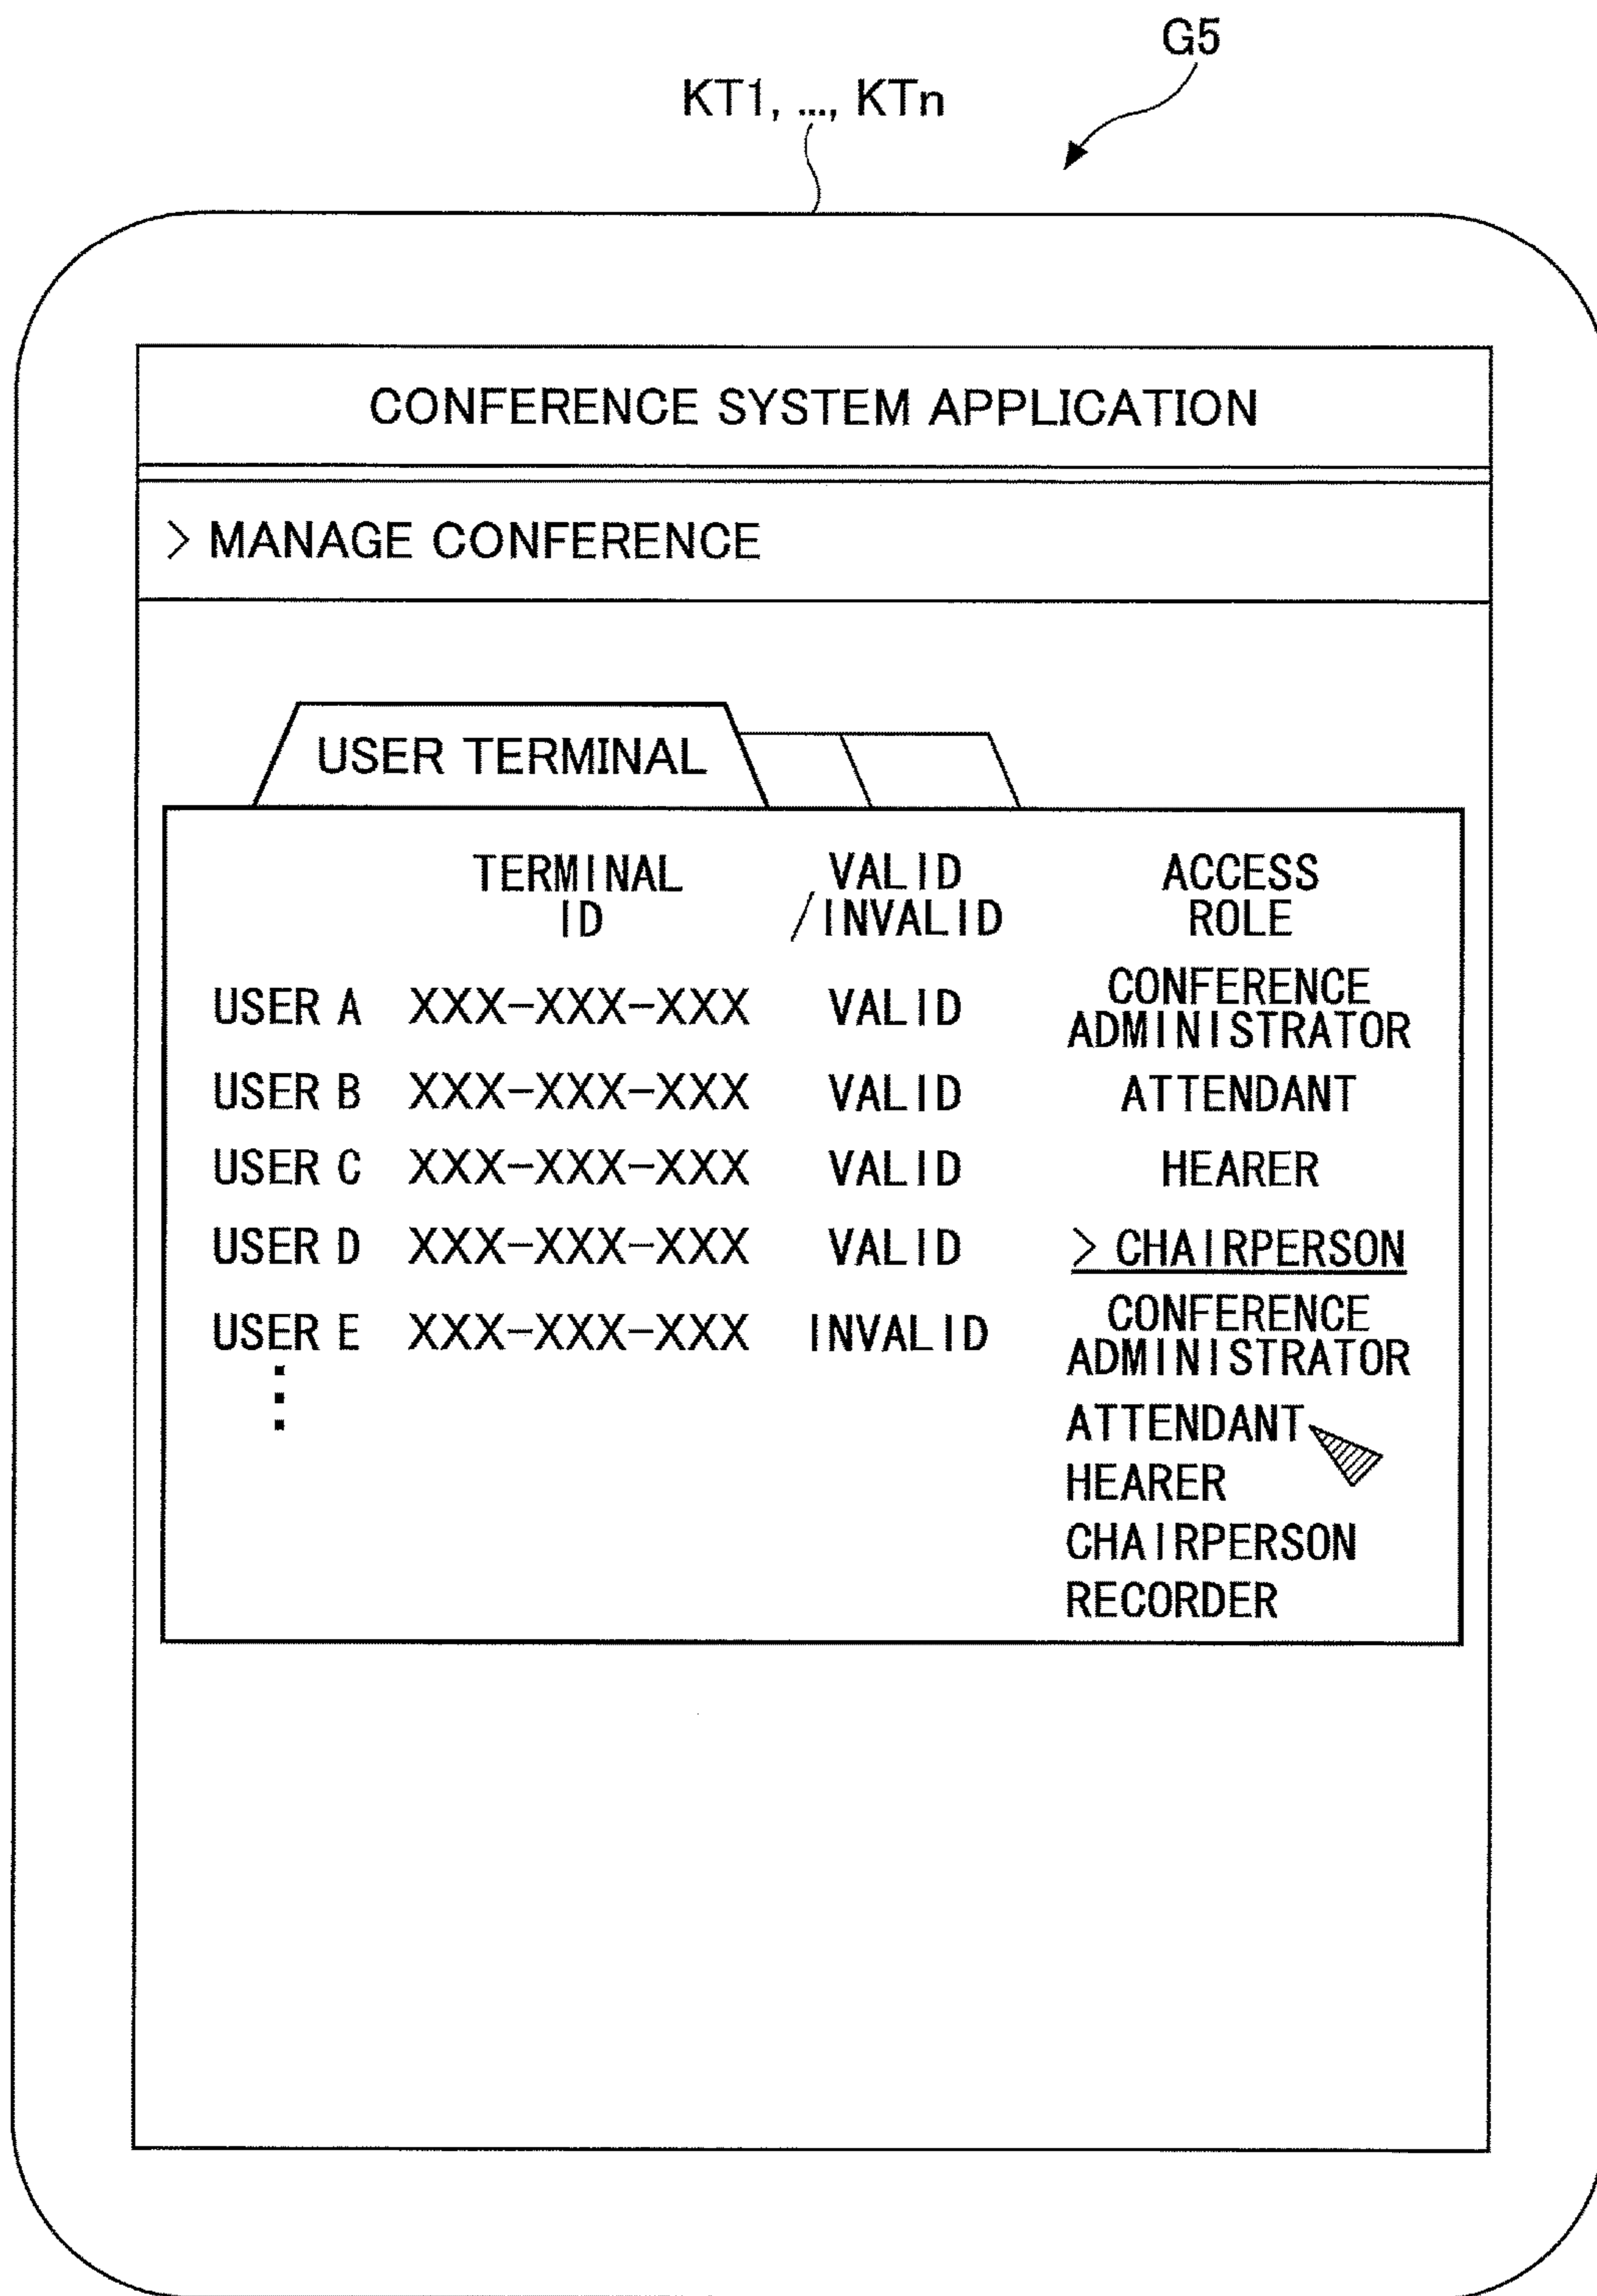 G5
KT1, ..., KTn
CONFERENCE SYSTEM APPLICATION
> MANAGE CONFERENCE
USER TERMINAL
TERMINAL ID VALID /INVALID ACCESS ROLE
USER A XXX-XXX-XXX VALID CONFERENCE ADMINISTRATOR
USER B XXX-XXX-XXX VALID ATTENDANT
USER C XXX-XXX-XXX VALID HEARER
USER D XXX-XXX-XXX VALID > CHAIRPERSON
USER E XXX-XXX-XXX INVALID CONFERENCE ADMINISTRATOR
ATTENDANT
HEARER
CHAIRPERSON
RECORDER